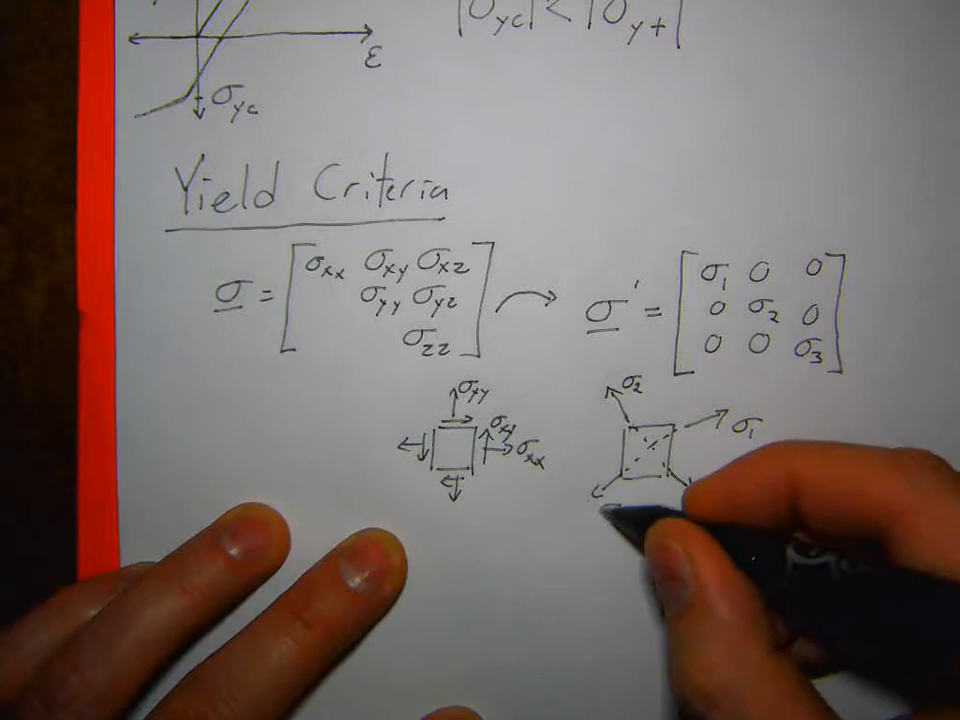 |σyc| < |σy+|
ε
σyc
Yield Criteria
σ = [σxx σxy σxz
σyy σyz
σzz]
σ' = [σ1 0 0
0 σ2 0
0 0 σ3]
σyy
σxy
σxx
σ2
σ1